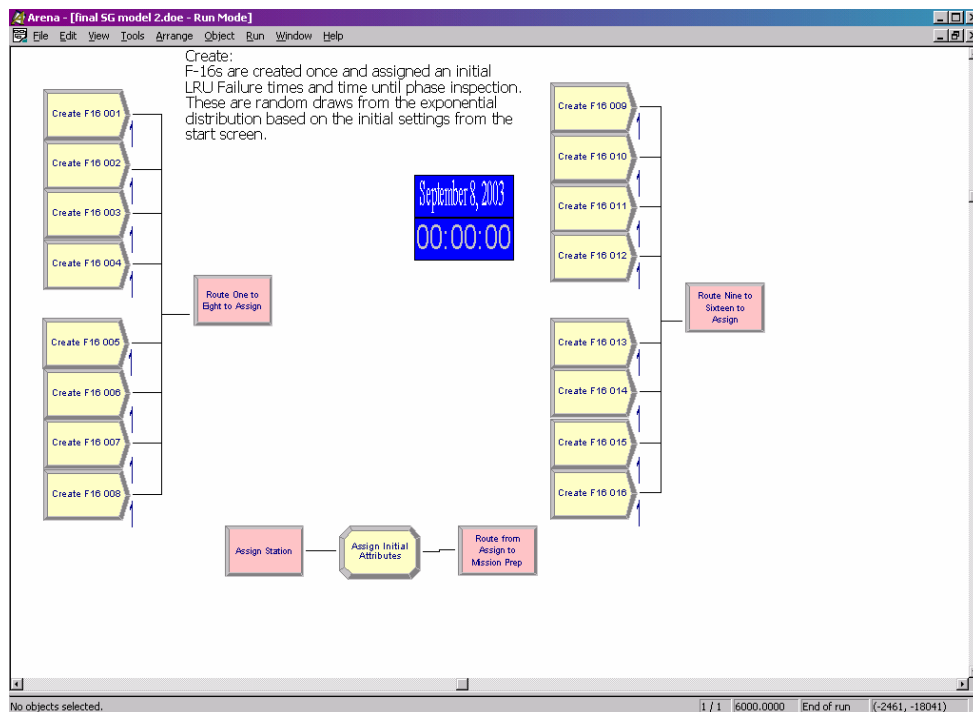 Arena - [final SG model 2.doe - Run Mode]
File Edit View Tools Arrange Object Run Window Help
Create:
F-16s are created once and assigned an initial
LRU Failure times and time until phase inspection.
These are random draws from the exponential
distribution based on the initial settings from the
start screen.
Create F16 001
Create F16 002
Create F16 003
Create F16 004
Route One to
Eight to Assign
Create F16 005
Create F16 006
Create F16 007
Create F16 008
September 8, 2003
00:00:00
Create F16 009
Create F16 010
Create F16 011
Create F16 012
Route Nine to
Sixteen to
Assign
Create F16 013
Create F16 014
Create F16 015
Create F16 016
Assign Station
Assign Initial
Attributes
Route from
Assign to
Mission Prep
No objects selected.
1 / 1
6000.0000
End of run
(-2461, -18041)